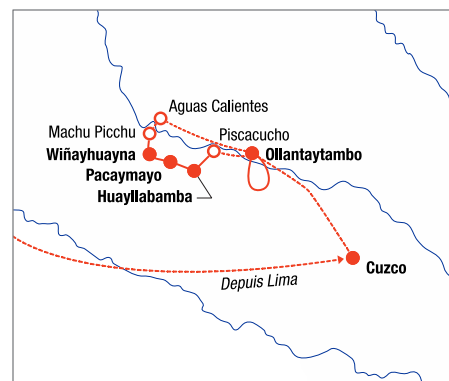 Aguas Calientes
Machu Picchu
Piscacucho
Wiñayhuayna
Ollantaytambo
Pacaymayo
Huayllabamba
Cuzco
Depuis Lima